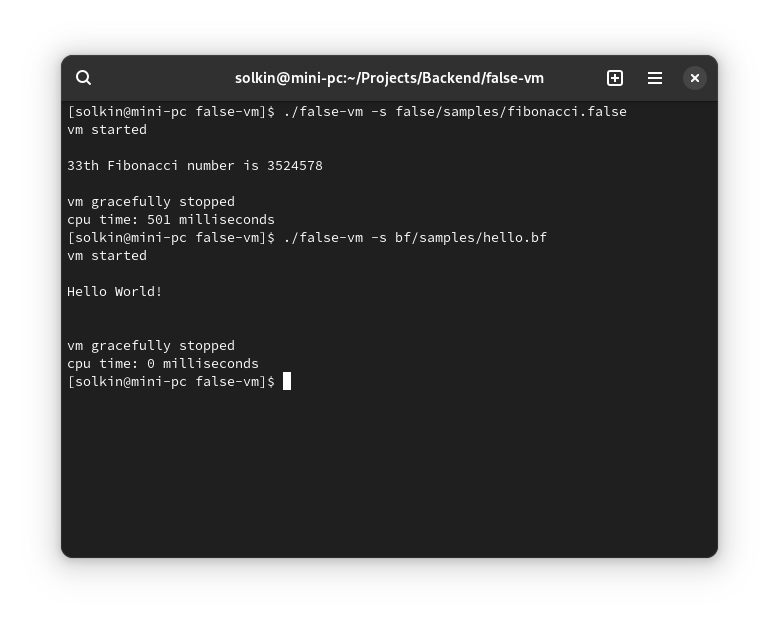 solkin@mini-pc:~/Projects/Backend/false-vm
[solkin@mini-pc false-vm]$ ./false-vm -s false/samples/fibonacci.false
vm started
33th Fibonacci number is 3524578
vm gracefully stopped
cpu time: 501 milliseconds
[solkin@mini-pc false-vm]$ ./false-vm -s bf/samples/hello.bf
vm started
Hello World!
vm gracefully stopped
cpu time: 0 milliseconds
[solkin@mini-pc false-vm]$